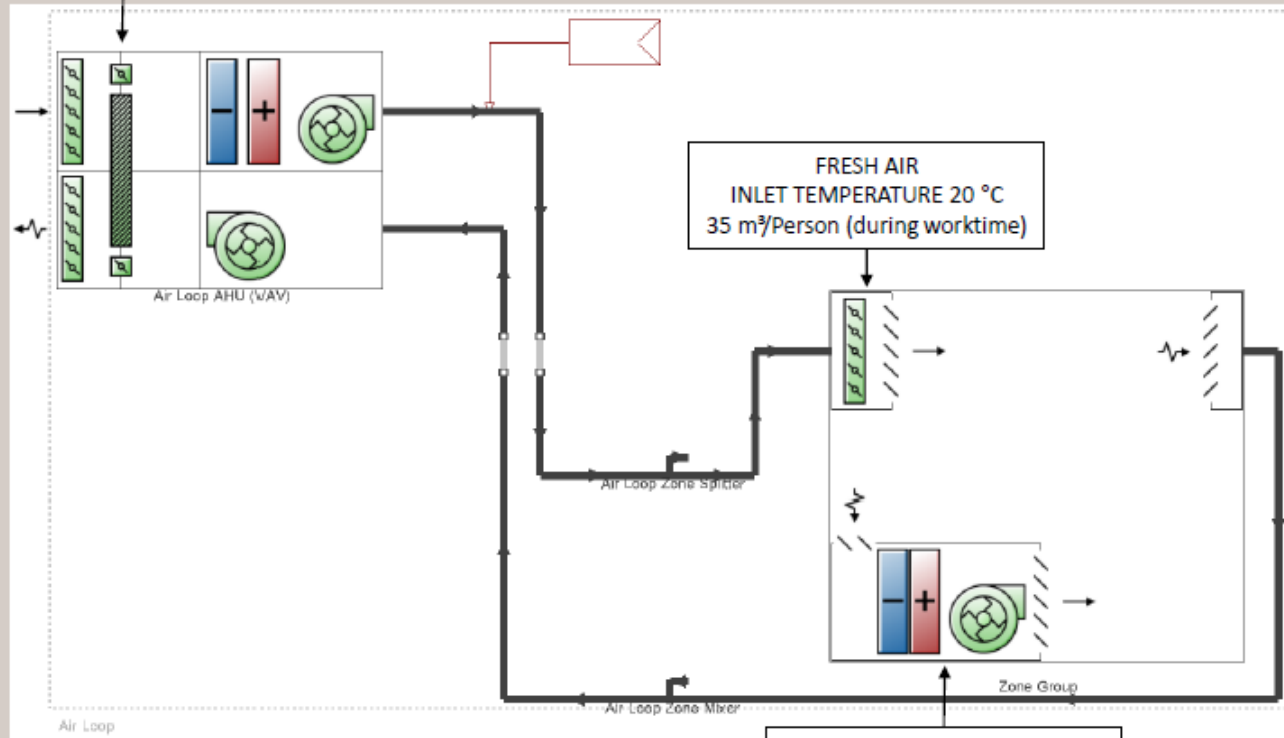 FRESH AIR
INLET TEMPERATURE 20 °C
35 m³/Person (during worktime)
Air Loop AHU (VAV)
Air Loop Zone Splitter
Zone Group
Air Loop Zone Mixer
Air Loop